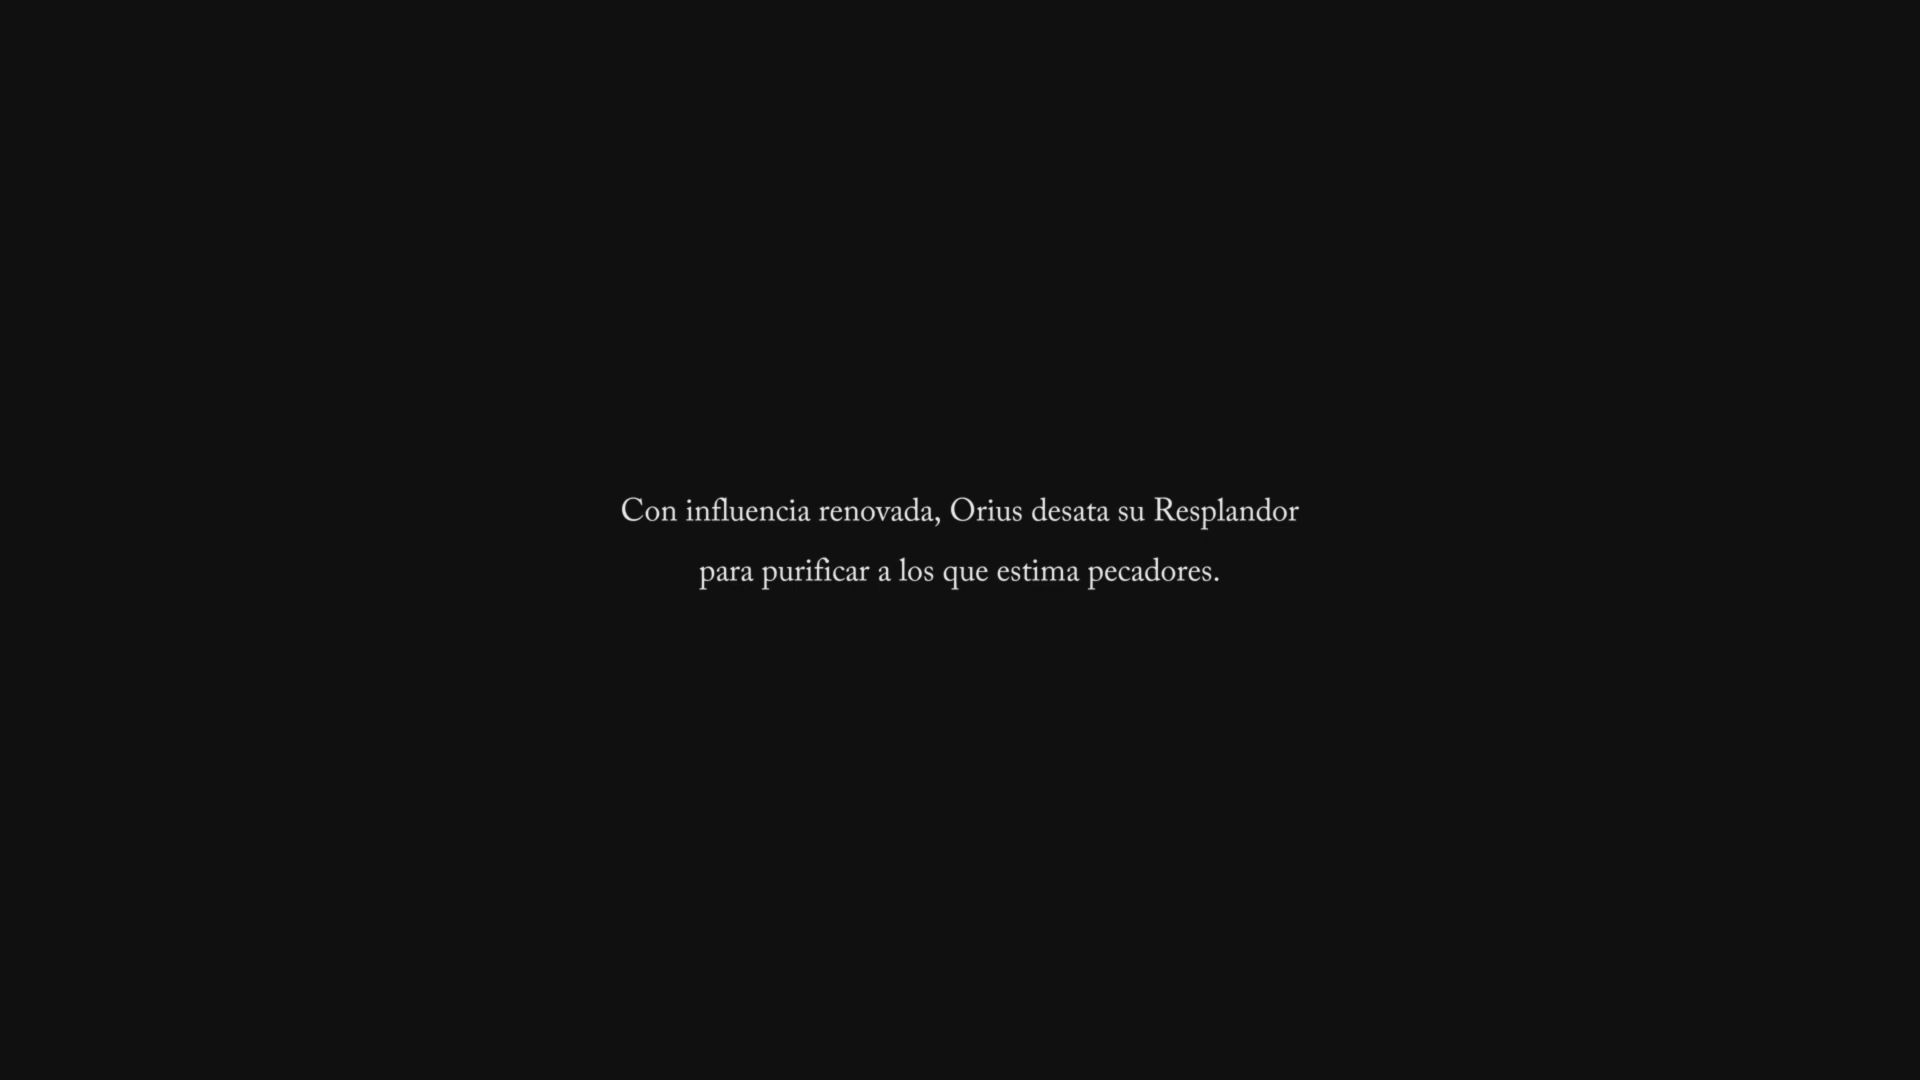 Con influencia renovada, Orius desata su Resplandor
para purificar a los que estima pecadores.